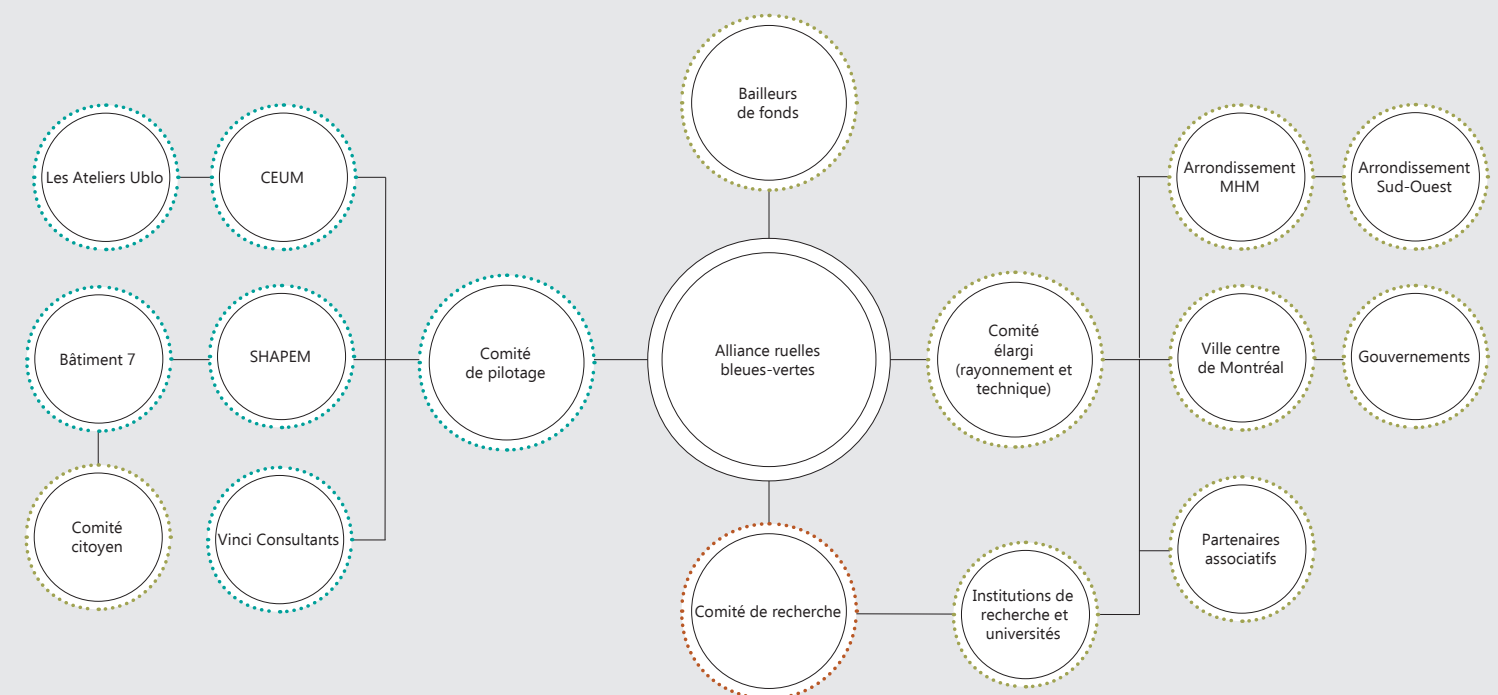 Bailleurs
de fonds
Les Ateliers Ublo
CEUM
Arrondissement
MHM
Arrondissement
Sud-Ouest
Bâtiment 7
SHAPEM
Comité
de pilotage
Alliance ruelles
bleues-vertes
Comité
élargi
(rayonnement et
technique)
Ville centre
de Montréal
Gouvernements
Comité
citoyen
Vinci Consultants
Partenaires
associatifs
Comité de recherche
Institutions de
recherche et
universités